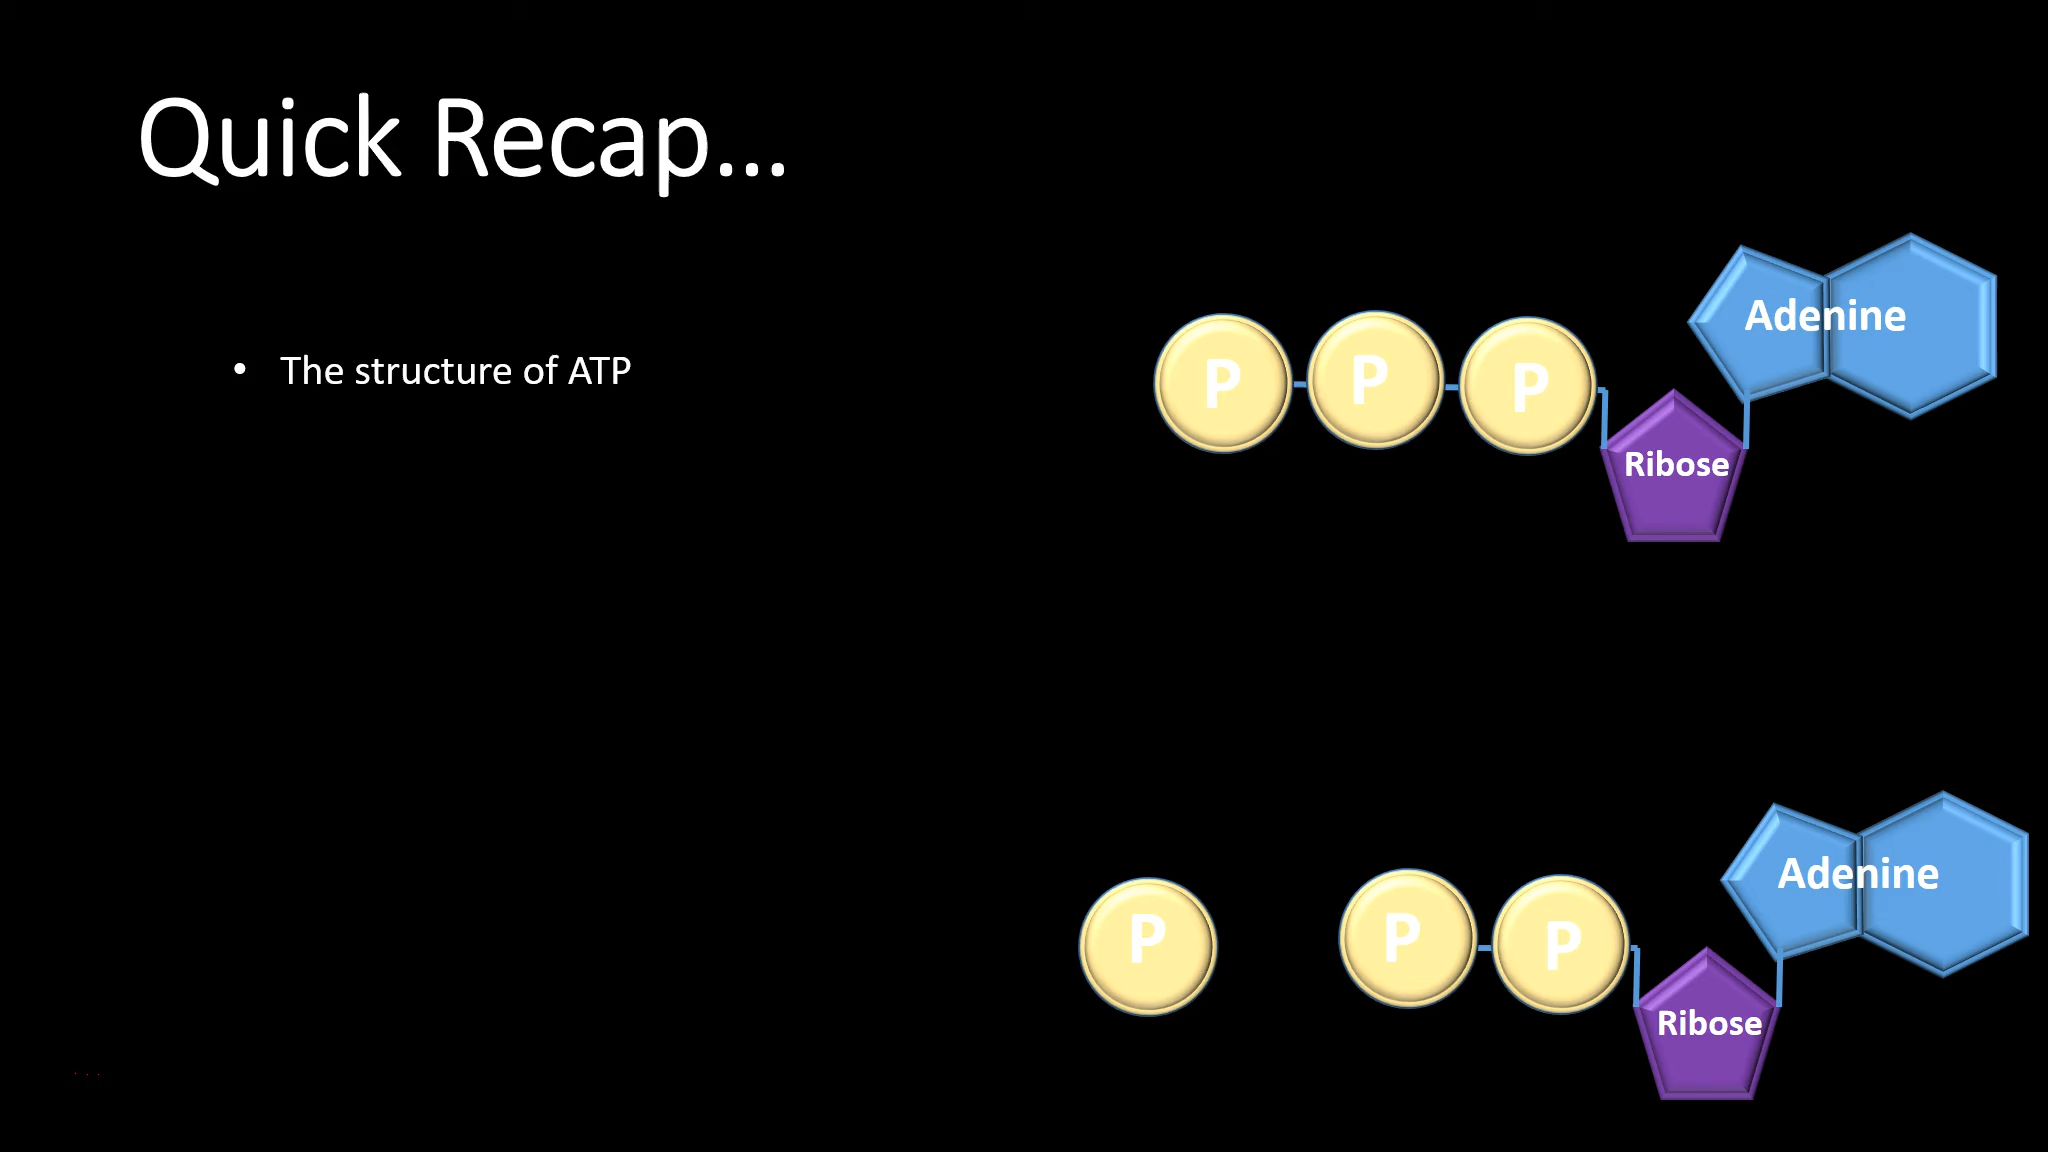 Quick Recap...
• The structure of ATP
Adenine
P P P
Ribose
Adenine
P P P
Ribose